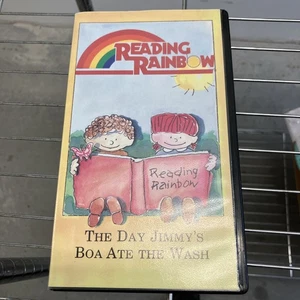 READING
RAINBOW
Reading
Rainbow
THE DAY JIMMY'S
BOA ATE THE WASH